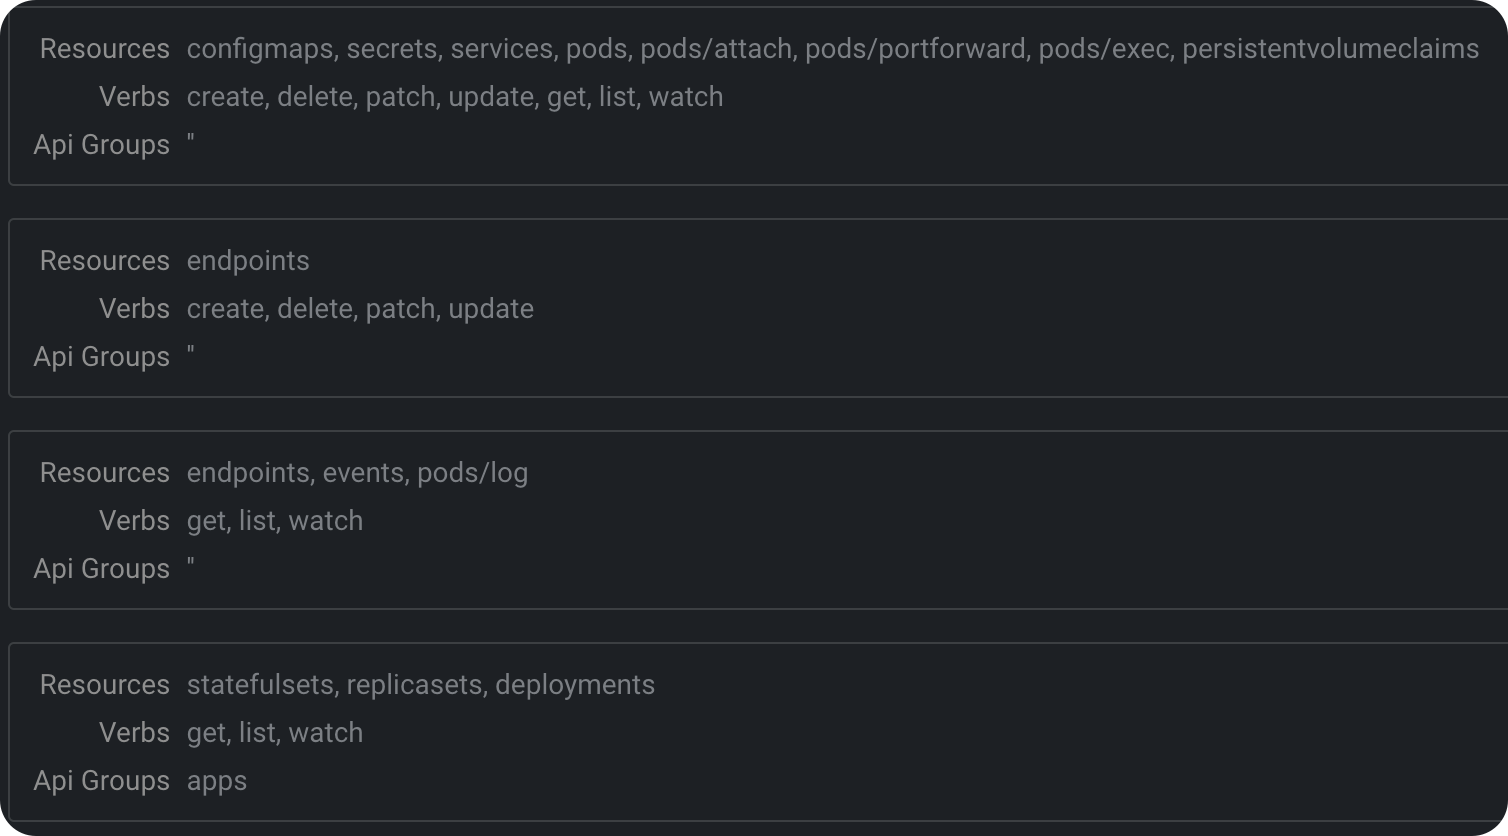 Resources configmaps, secrets, services, pods, pods/attach, pods/portforward, pods/exec, persistentvolumeclaims
Verbs create, delete, patch, update, get, list, watch
Api Groups "
Resources endpoints
Verbs create, delete, patch, update
Api Groups "
Resources endpoints, events, pods/log
Verbs get, list, watch
Api Groups "
Resources statefulsets, replicasets, deployments
Verbs get, list, watch
Api Groups apps